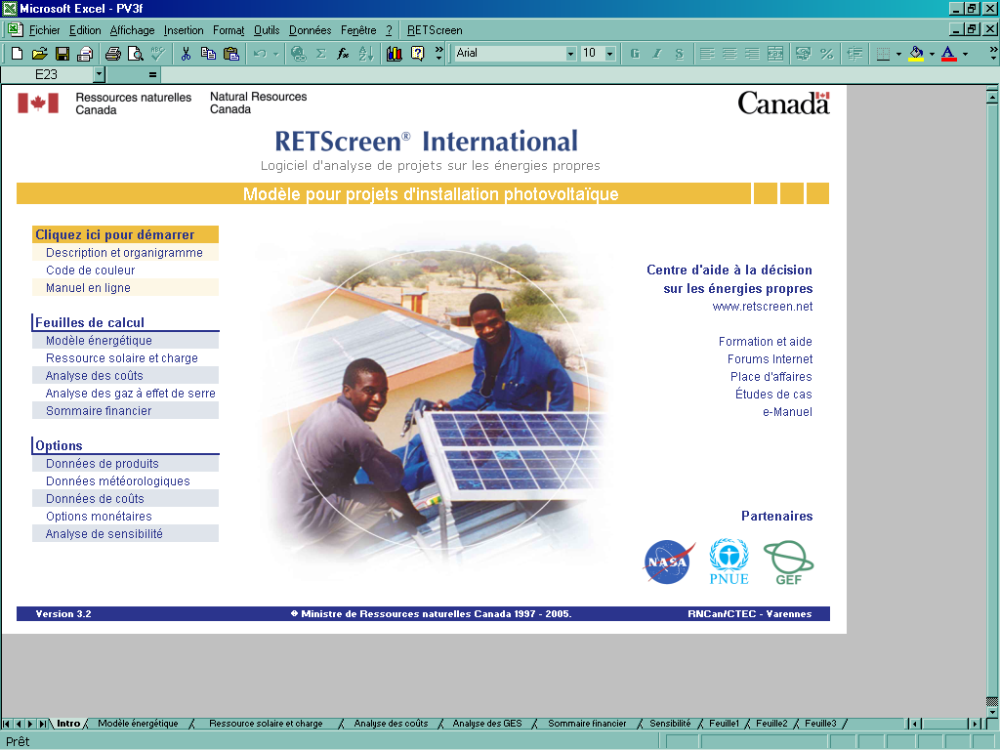 Microsoft Excel - PV3f
Fichier Edition Affichage Insertion Format Outils Données Fenêtre ? RETScreen
Arial 10 G I S
E23 =
Ressources naturelles Canada
Natural Resources Canada
Canada
RETScreen® International
Logiciel d'analyse de projets sur les énergies propres
Modèle pour projets d'installation photovoltaïque
Cliquez ici pour démarrer
Description et organigramme
Code de couleur
Manuel en ligne
Feuilles de calcul
Modèle énergétique
Ressource solaire et charge
Analyse des coûts
Analyse des gaz à effet de serre
Sommaire financier
Options
Données de produits
Données météorologiques
Données de coûts
Options monétaires
Analyse de sensibilité
Centre d'aide à la décision
sur les énergies propres
www.retscreen.net
Formation et aide
Forums Internet
Place d'affaires
Études de cas
e-Manuel
Partenaires
NASA
PNUE
GEF
Version 3.2
© Ministre de Ressources naturelles Canada 1997 - 2005.
RNCan/CTEC - Varennes
Intro Modèle énergétique Ressource solaire et charge Analyse des coûts Analyse des GES Sommaire financier Sensibilité Feuille1 Feuille2 Feuille3
Prêt